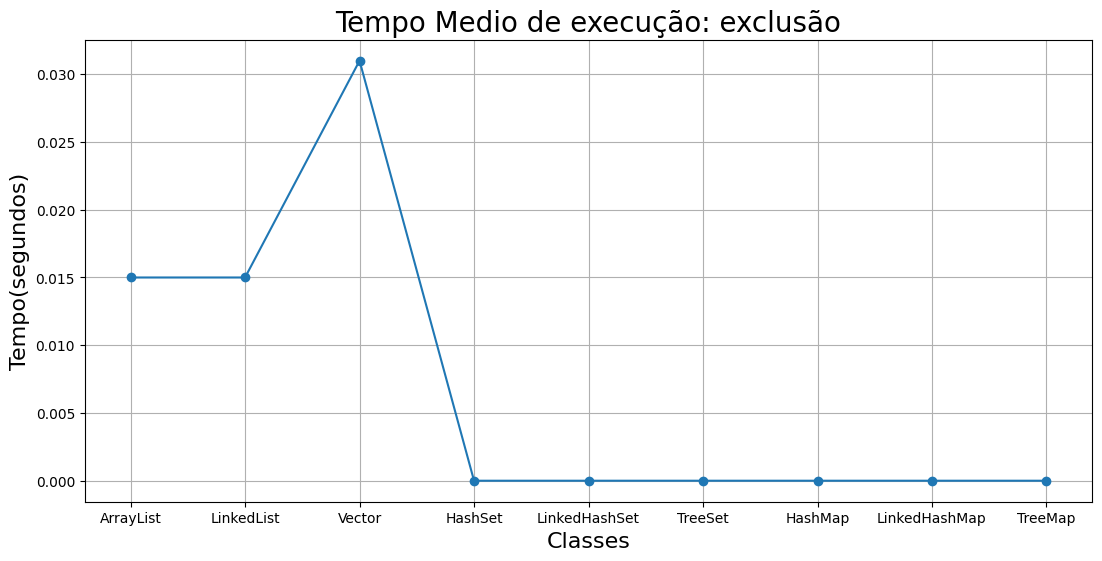 Tempo Medio de execução: exclusão
Tempo(segundos)
0.030
0.025
0.020
0.015
0.010
0.005
0.000
ArrayList LinkedList Vector HashSet LinkedHashSet TreeSet HashMap LinkedHashMap TreeMap
Classes